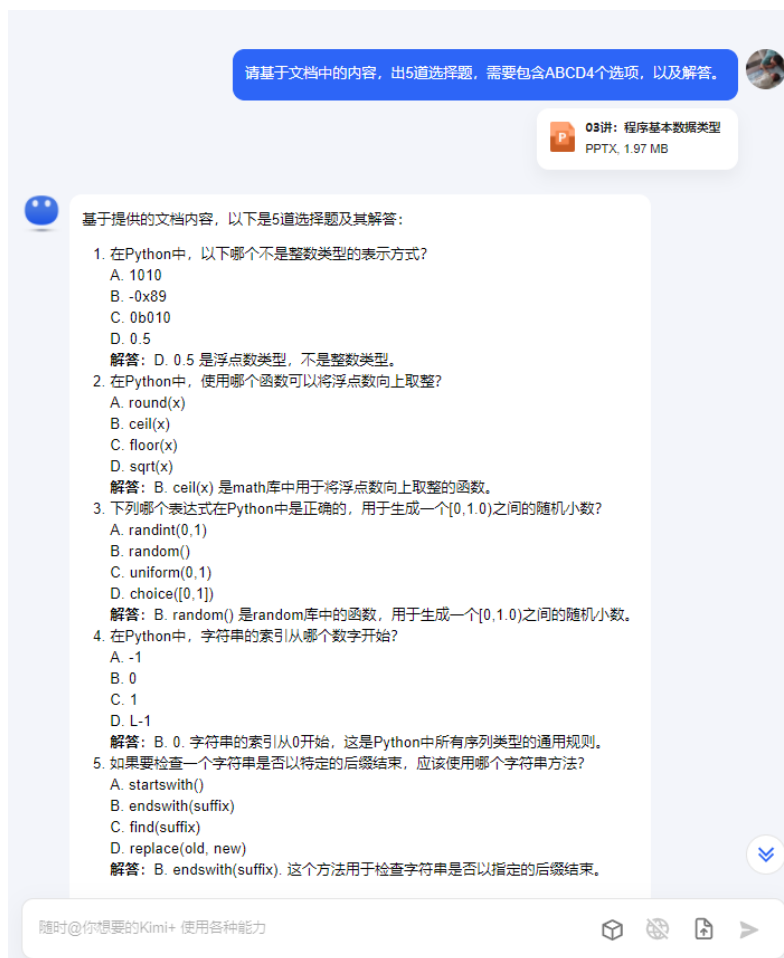 请基于文档中的内容，出5道选择题，需要包含ABCD4个选项，以及解答。
03讲：程序基本数据类型
PPTX, 1.97 MB
基于提供的文档内容，以下是5道选择题及其解答：
1. 在Python中，以下哪个不是整数类型的表示方式？
A. 1010
B. -0x89
C. 0b010
D. 0.5
解答：D. 0.5 是浮点数类型，不是整数类型。
2. 在Python中，使用哪个函数可以将浮点数向上取整？
A. round(x)
B. ceil(x)
C. floor(x)
D. sqrt(x)
解答：B. ceil(x) 是math库中用于将浮点数向上取整的函数。
3. 下列哪个表达式在Python中是正确的，用于生成一个[0,1.0)之间的随机小数？
A. randint(0,1)
B. random()
C. uniform(0,1)
D. choice([0,1])
解答：B. random() 是random库中的函数，用于生成一个[0,1.0)之间的随机小数。
4. 在Python中，字符串的索引从哪个数字开始？
A. -1
B. 0
C. 1
D. L-1
解答：B. 0. 字符串的索引从0开始，这是Python中所有序列类型的通用规则。
5. 如果要检查一个字符串是否以特定的后缀结束，应该使用哪个字符串方法？
A. startswith()
B. endswith(suffix)
C. find(suffix)
D. replace(old, new)
解答：B. endswith(suffix). 这个方法用于检查字符串是否以指定的后缀结束。
随时@你想要的Kimi+ 使用各种能力